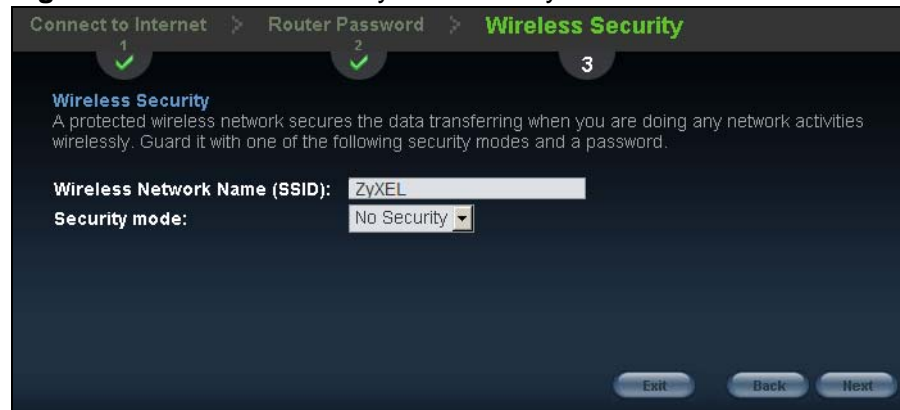 Connect to Internet > Router Password > Wireless Security
1 2 3
Wireless Security
A protected wireless network secures the data transferring when you are doing any network activities
wirelessly. Guard it with one of the following security modes and a password.
Wireless Network Name (SSID): ZyXEL
Security mode: No Security
Exit Back Next